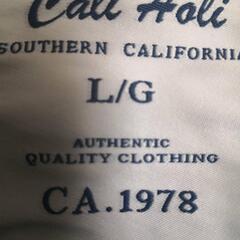 Cali Holi
SOUTHERN CALIFORNIA
L/G
AUTHENTIC
QUALITY CLOTHING
CA.1978